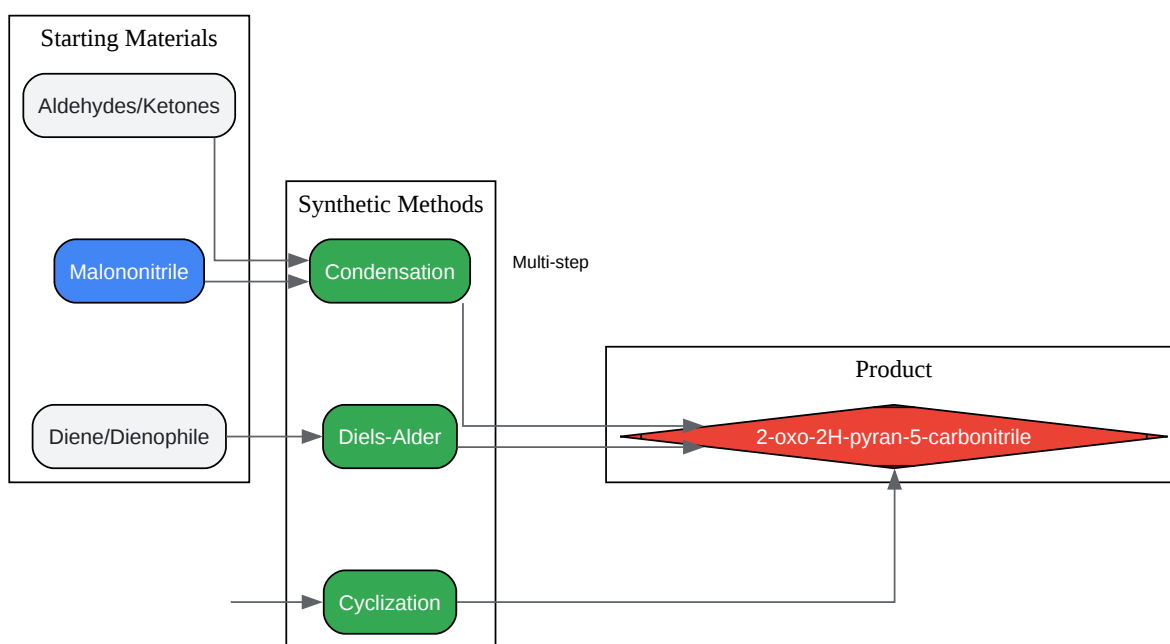 Starting Materials
Aldehydes/Ketones
Malononitrile
Diene/Dienophile
Synthetic Methods
Condensation
Diels-Alder
Cyclization
Multi-step
Product
2-oxo-2H-pyran-5-carbonitrile